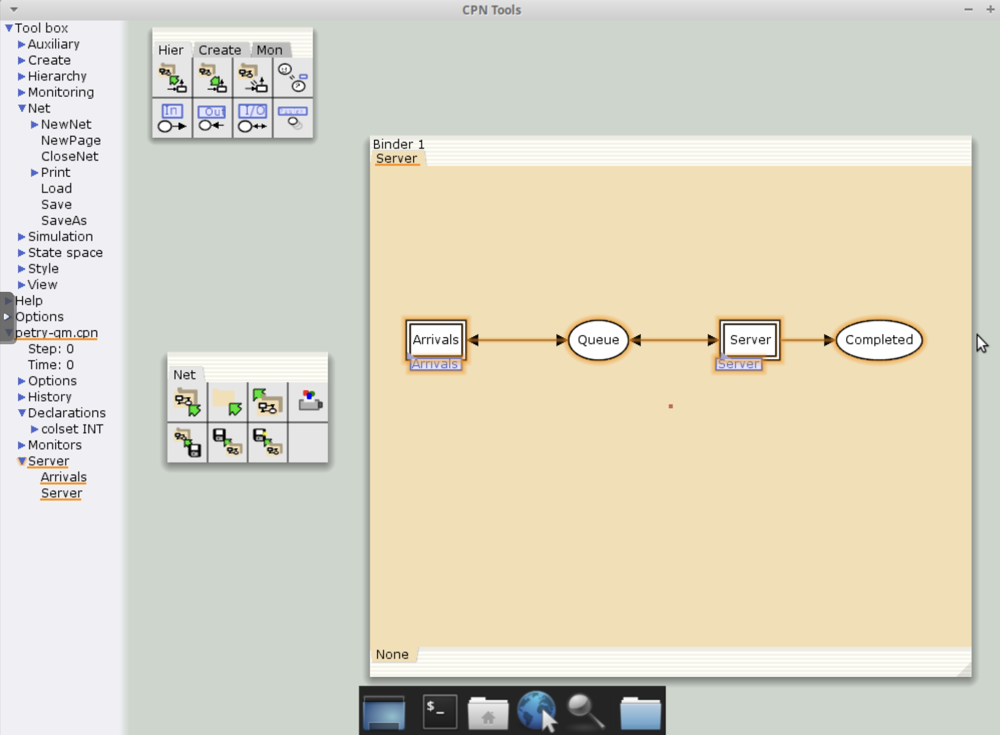 CPN Tools
Tool box
Auxiliary
Create
Hierarchy
Monitoring
Net
NewNet
NewPage
CloseNet
Print
Load
Save
SaveAs
Simulation
State space
Style
View
Help
Options
petry-qm.cpn
Step: 0
Time: 0
Options
History
Declarations
colset INT
Monitors
Server
Arrivals
Server
Hier Create Mon
In Out I/O
Net
Binder 1
Server
Arrivals Queue Server Completed
Arrivals Server
None
$_